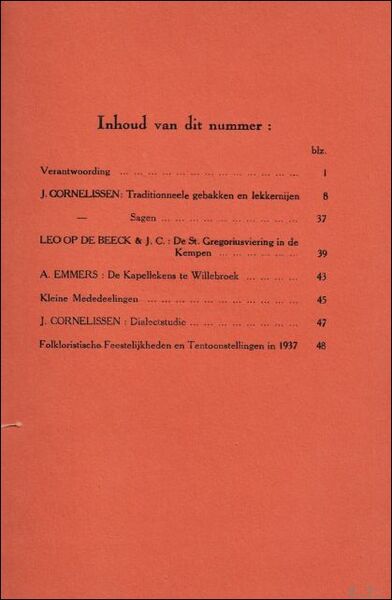 Inhoud van dit nummer :
blz.
Verantwoording ... ... ... ... ... ... ... ... ... ... ... ... 1
J. CORNELISSEN: Traditionneele gebakken en lekkernijen 8
— Sagen ... ... ... ... ... ... ... ... ... 37
LEO OP DE BEECK & J. C. : De St. Gregoriusviering in de
Kempen ... ... ... ... ... 39
A. EMMERS : De Kapellekens te Willebroek ... ... ... ... 43
Kleine Mededeelingen ... ... ... ... ... ... ... ... ... ... 45
J. CORNELISSEN : Dialectstudie ... ... ... ... ... ... ... 47
Folkloristische Feestelijkheden en Tentoonstellingen in 1937 48